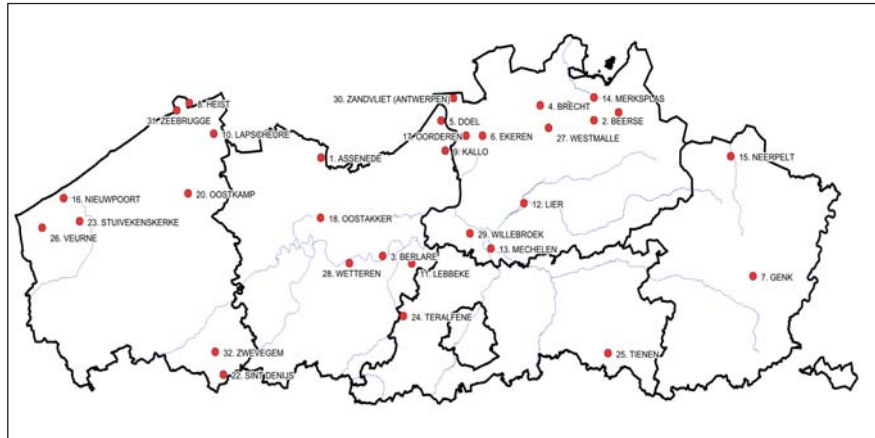 30. ZANDVLIET (ANTWERPEN)
14. MERKSPLAS
8. HEIST
4. BRECHT
31. ZEEBRUGGE
5. DOEL
2. BEERSE
10. LAPSCHEURE
17. OORDEREN
6. EKEREN
27. WESTMALLE
9. KALLO
1. ASSENEDE
15. NEERPELT
20. OOSTKAMP
16. NIEUWPOORT
12. LIER
18. OOSTAKKER
23. STUIVEKENSKERKE
26. VEURNE
29. WILLEBROEK
13. MECHELEN
3. BERLARE
28. WETTEREN
11. LEBBEKE
7. GENK
24. TERALFENE
32. ZWEVEGEM
25. TIENEN
22. SINT DENIJS